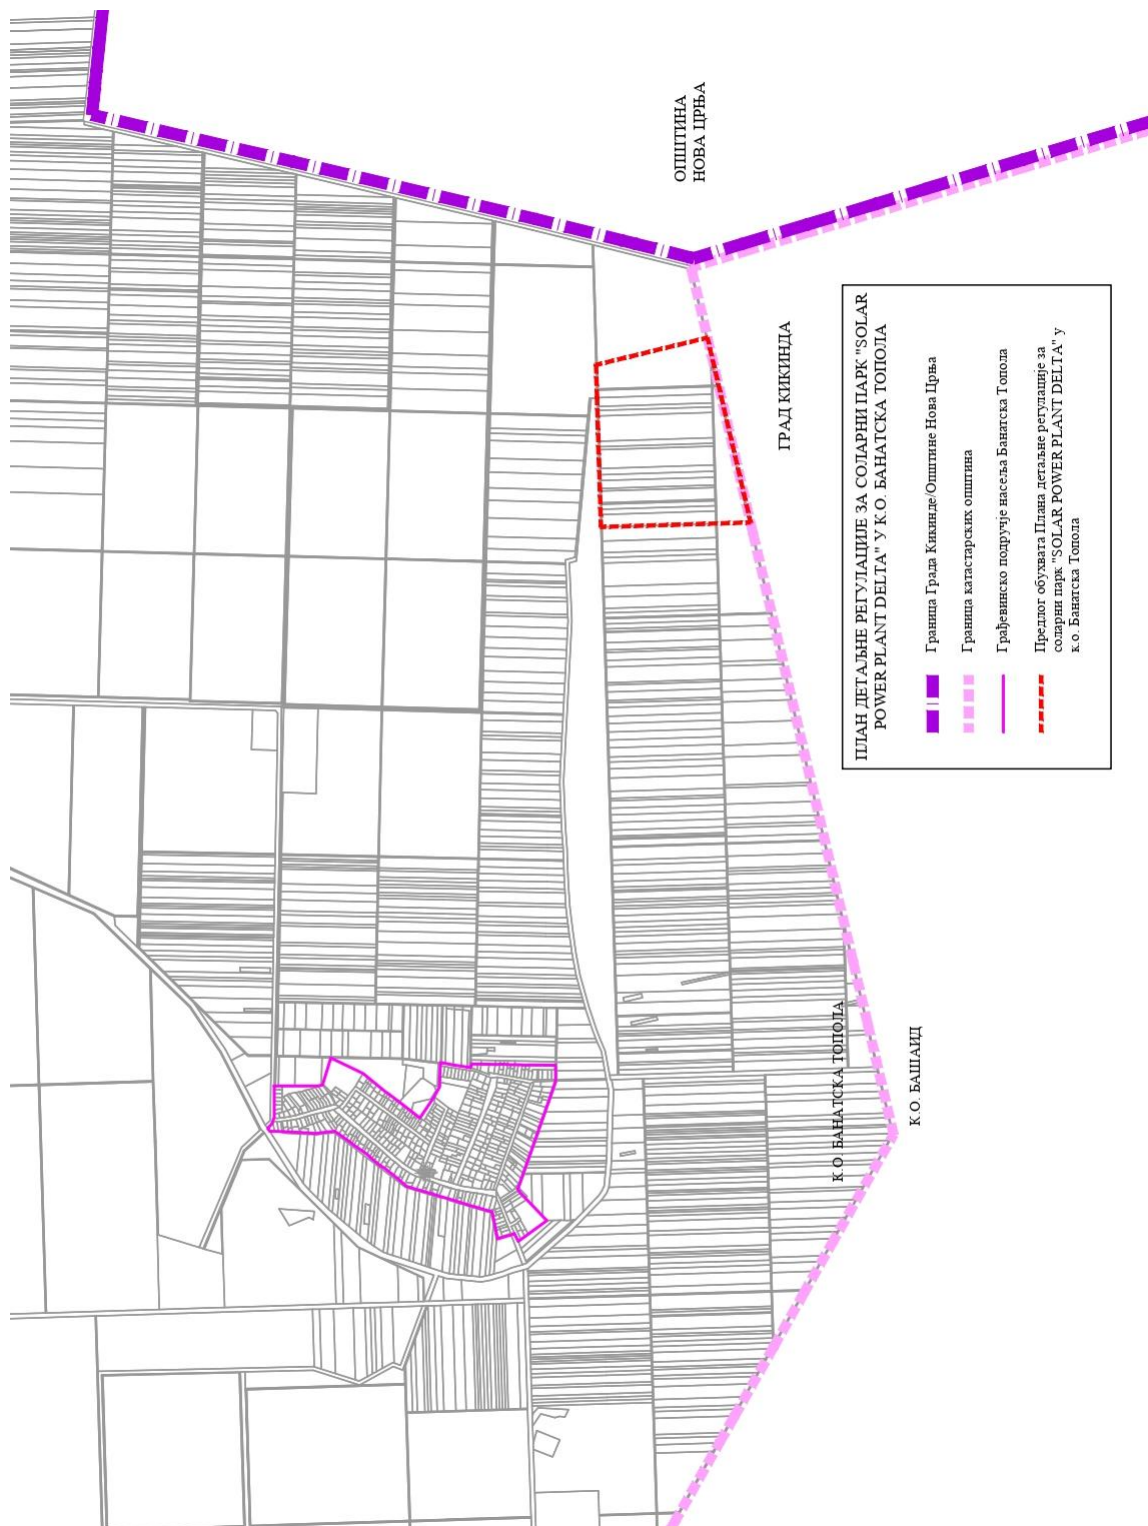 ОПШТИНА
НОВА ЦРЊА
ГРАД КИКИНДА
К.О. БАНАТСКА ТОПОЛА
К.О. БАШАИД
ПЛАН ДЕТАЉНЕ РЕГУЛАЦИЈЕ ЗА СОЛАРНИ ПАРК "SOLAR
POWER PLANT DELTA" У К.О. БАНАТСКА ТОПОЛА
Граница Града Кикинде/Општине Нова Црња
Граница катастарских општина
Грађевинско подручје насеља Банатска Топола
Предлог обухвата Плана детаљне регулације за
соларни парк "SOLAR POWER PLANT DELTA" у
к.о. Банатска Топола